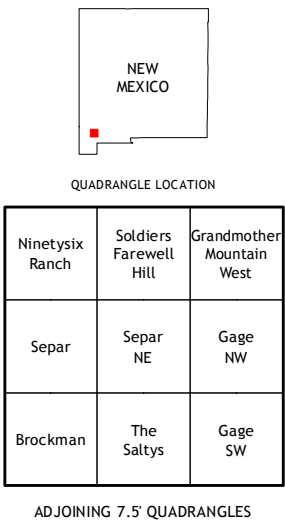 NEW
MEXICO
QUADRANGLE LOCATION
Ninetysix
Ranch
Soldiers
Farewell
Hill
Grandmother
Mountain
West
Separ
Separ
NE
Gage
NW
Brockman
The
Saltys
Gage
SW
ADJOINING 7.5' QUADRANGLES